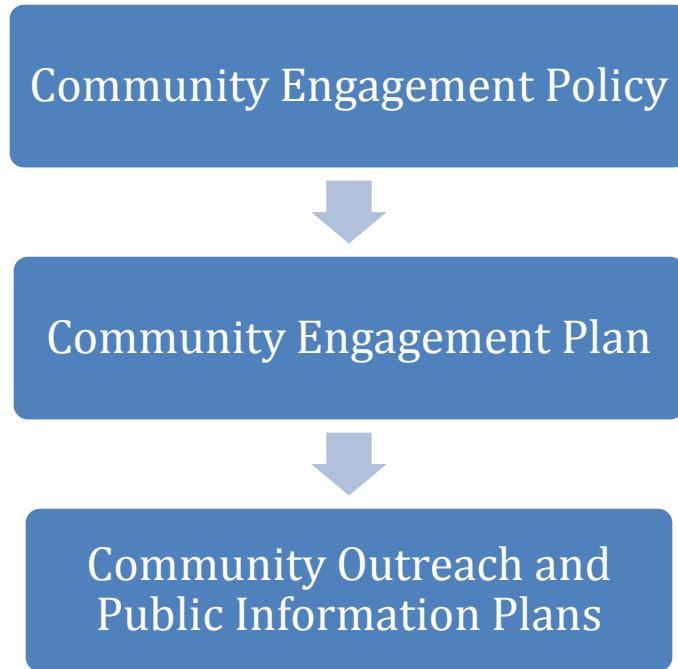 Community Engagement Policy
Community Engagement Plan
Community Outreach and
Public Information Plans